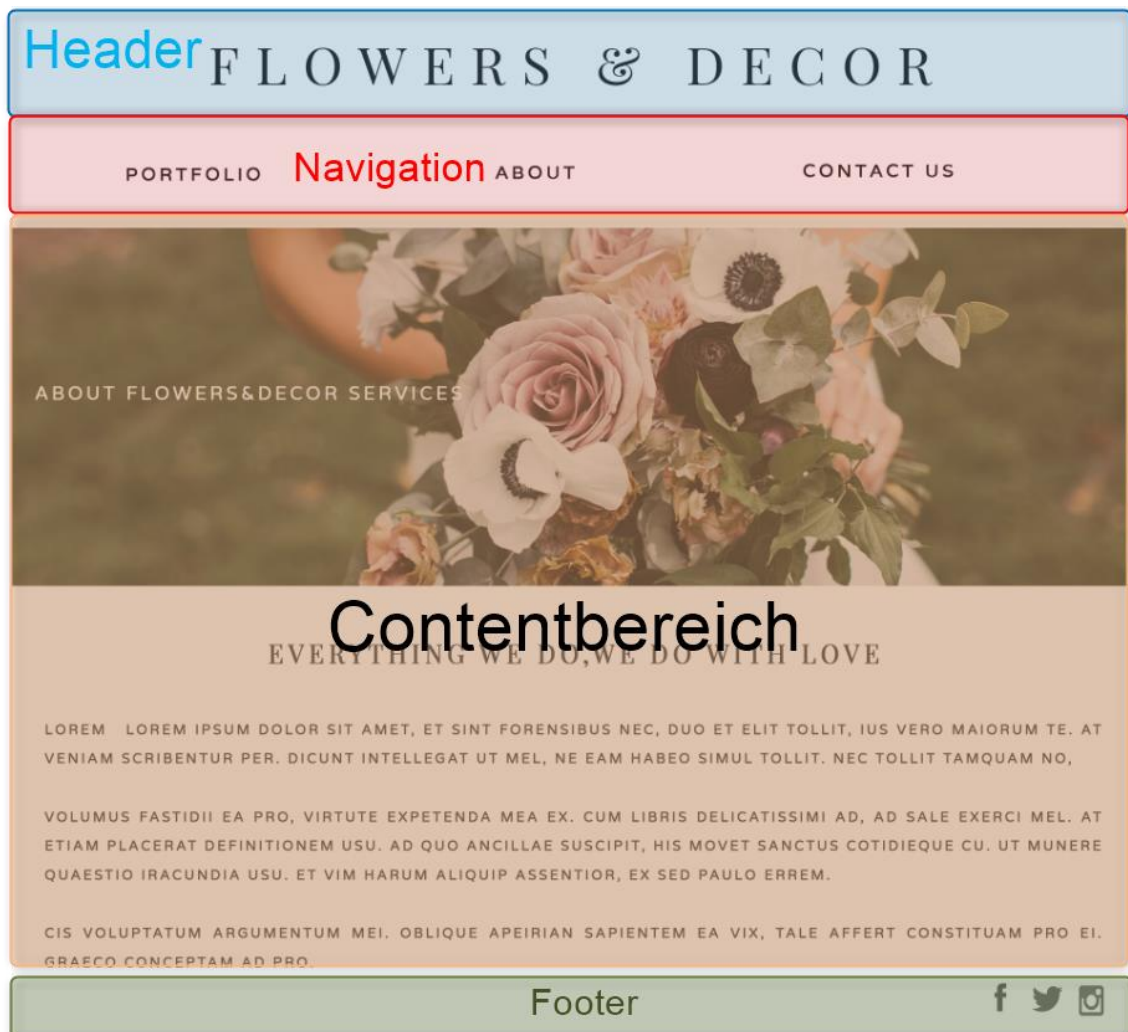 Header
FLOWERS & DECOR
PORTFOLIO Navigation ABOUT CONTACT US
ABOUT FLOWERS&DECOR SERVICES
Contentbereich
EVERYTHING WE DO,WE DO WITH LOVE
LOREM LOREM IPSUM DOLOR SIT AMET, ET SINT FORENSIBUS NEC, DUO ET ELIT TOLLIT, IUS VERO MAIORUM TE. AT
VENIAM SCRIBENTUR PER. DICUNT INTELLEGAT UT MEL, NE EAM HABEO SIMUL TOLLIT. NEC TOLLIT TAMQUAM NO,
VOLUMUS FASTIDII EA PRO, VIRTUTE EXPETENDA MEA EX. CUM LIBRIS DELICATISSIMI AD, AD SALE EXERCI MEL. AT
ETIAM PLACERAT DEFINITIONEM USU. AD QUO ANCILLAE SUSCIPIT, HIS MOVET SANCTUS COTIDIEQUE CU. UT MUNERE
QUAESTIO IRACUNDIA USU. ET VIM HARUM ALIQUIP ASSENTIOR, EX SED PAULO ERREM.
CIS VOLUPTATUM ARGUMENTUM MEI. OBLIQUE APEIRIAN SAPIENTEM EA VIX, TALE AFFERT CONSTITUAM PRO EI.
GRAECO CONCEPTAM AD PRO.
Footer